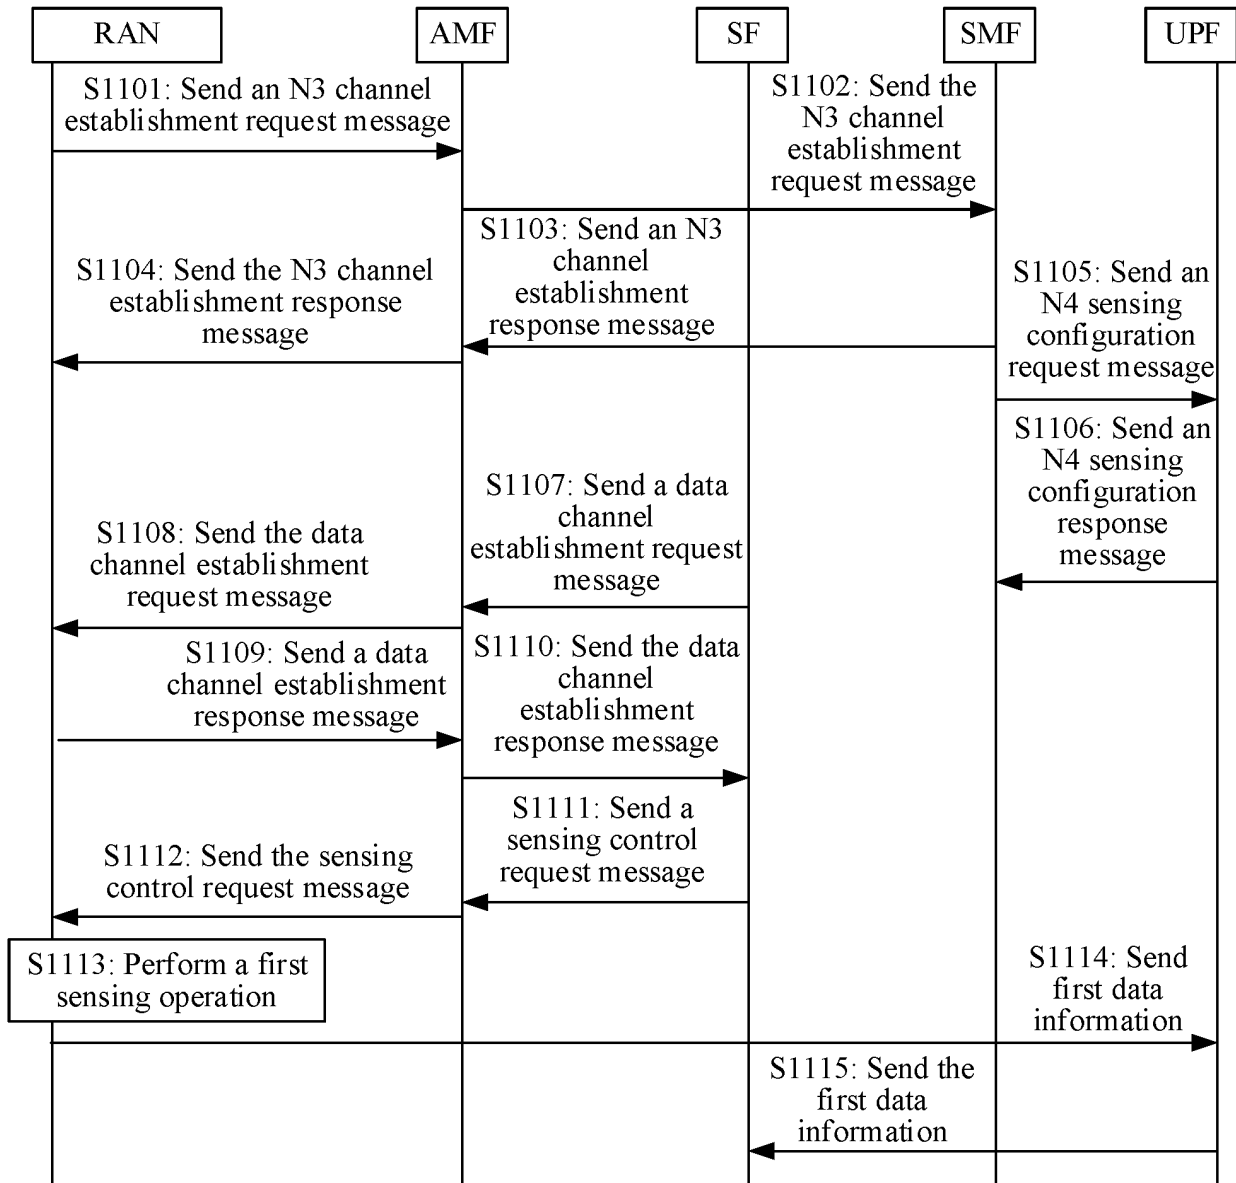 RAN
AMF
SF
SMF
UPF
S1101: Send an N3 channel
establishment request message
S1102: Send the
N3 channel
establishment
request message
S1103: Send an N3
channel
establishment
response message
S1104: Send the N3 channel
establishment response
message
S1105: Send an
N4 sensing
configuration
request message
S1106: Send an
N4 sensing
configuration
response
message
S1107: Send a data
channel
establishment request
message
S1108: Send the data
channel establishment
request message
S1109: Send a data
channel establishment
response message
S1110: Send the data
channel
establishment
response message
S1111: Send a
sensing control
request message
S1112: Send the sensing
control request message
S1113: Perform a first
sensing operation
S1114: Send
first data
information
S1115: Send the
first data
information